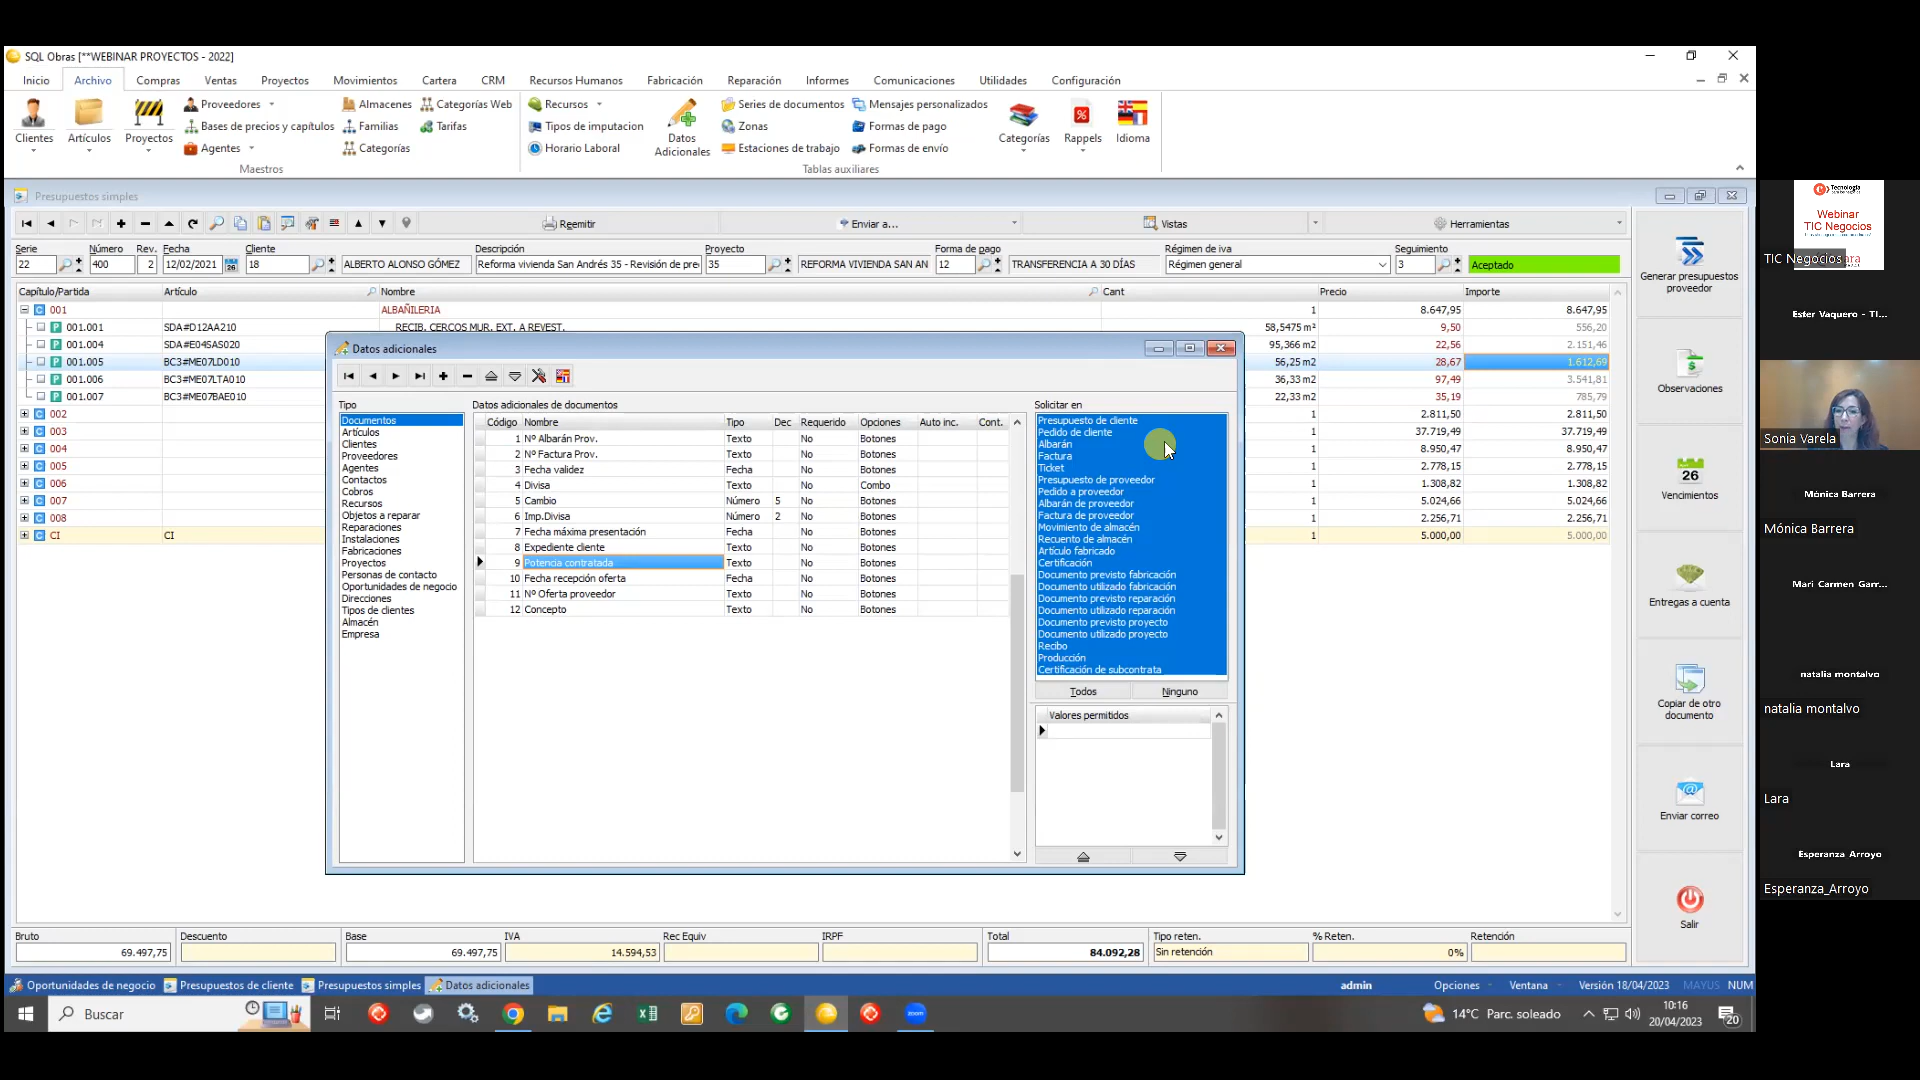 SQL Obras [**WEBINAR PROYECTOS - 2022]
Inicio Archivo Compras Ventas Proyectos Movimientos Cartera CRM Recursos Humanos Fabricación Reparación Informes Comunicaciones Utilidades Configuración
Clientes Artículos Proyectos
Proveedores
Bases de precios y capítulos
Agentes
Almacenes
Familias
Categorías
Categorías Web
Tarifas
Maestros
Recursos
Tipos de imputacion
Horario Laboral
Datos
Adicionales
Series de documentos
Zonas
Estaciones de trabajo
Mensajes personalizados
Formas de pago
Formas de envío
Categorías Rappels Idioma
Tablas auxiliares
Presupuestos simples
Reemitir Enviar a... Vistas Herramientas
Serie Número Rev. Fecha Cliente Descripción Proyecto Forma de pago Régimen de iva Seguimiento
22 400 2 12/02/2021 26 18 ALBERTO ALONSO GÓMEZ Reforma vivienda San Andrés 35 - Revisión de pre 35 REFORMA VIVIENDA SAN AN 12 TRANSFERENCIA A 30 DÍAS Régimen general 3 Aceptado
Capítulo/Partida Artículo Nombre Cant Precio Importe
C 001 ALBAÑILERIA 1 8.647,95 8.647,95
P 001.001 SDA#D12AA210 RECIB. CERCOS MUR. EXT. A REVEST. 58,5475 m² 9,50 556,20
P 001.004 SDA#E04SAS020 95,366 m2 22,56 2.151,46
P 001.005 BC3#ME07LD010 56,25 m2 28,67 1.612,69
P 001.006 BC3#ME07LTA010 36,33 m2 97,49 3.541,81
P 001.007 BC3#ME07BAE010 22,33 m2 35,19 785,79
C 002 1 2.811,50 2.811,50
C 003 1 37.719,49 37.719,49
C 004 1 8.950,47 8.950,47
C 005 1 2.778,15 2.778,15
C 006 1 1.308,82 1.308,82
C 007 1 5.024,66 5.024,66
C 008 1 2.256,71 2.256,71
C CI CI 1 5.000,00 5.000,00
Datos adicionales
Tipo
Documentos
Artículos
Clientes
Proveedores
Agentes
Contactos
Cobros
Recursos
Objetos a reparar
Reparaciones
Instalaciones
Fabricaciones
Proyectos
Personas de contacto
Oportunidades de negocio
Direcciones
Tipos de clientes
Almacén
Empresa
Datos adicionales de documentos
Código Nombre Tipo Dec Requerido Opciones Auto inc. Cont.
1 Nº Albarán Prov. Texto No Botones
2 Nº Factura Prov. Texto No Botones
3 Fecha validez Fecha No Botones
4 Divisa Texto No Combo
5 Cambio Número 5 No Botones
6 Imp.Divisa Número 2 No Botones
7 Fecha máxima presentación Texto No Botones
8 Expediente cliente Texto No Botones
9 Potencia contratada Texto No Botones
10 Fecha recepción oferta Fecha No Botones
11 Nº Oferta proveedor Texto No Botones
12 Concepto Texto No Botones
Solicitar en
Presupuesto de cliente
Pedido de cliente
Albarán
Factura
Ticket
Presupuesto de proveedor
Pedido a proveedor
Albarán de proveedor
Factura de proveedor
Movimiento de almacén
Recuento de almacén
Artículo fabricado
Certificación
Documento previsto fabricación
Documento utilizado fabricación
Documento previsto reparación
Documento utilizado reparación
Documento previsto proyecto
Documento utilizado proyecto
Recibo
Producción
Certificación de subcontrata
Todos Ninguno
Valores permitidos
Generar presupuestos
proveedor
Observaciones
26
Vencimientos
Entregas a cuenta
Copiar de otro
documento
Enviar correo
Salir
Bruto Descuento Base IVA Rec Equiv IRPF Total Tipo reten. % Reten. Retención
69.497,75 69.497,75 14.594,53 84.092,28 Sin retención 0%
Oportunidades de negocio Presupuestos de cliente Presupuestos simples Datos adicionales admin Opciones Ventana Versión 18/04/2023 MAYUS NUM
Buscar zoom 14°C Parc. soleado 10:16
20/04/2023 20
Tecnología
Webinar
TIC Negocios
TIC Negocios
Ester Vaquero - TI...
Sonia Varela
Mónica Barrera
Mónica Barrera
Mari Carmen Garr...
natalia montalvo
natalia montalvo
Lara
Lara
Esperanza Arroyo
Esperanza_Arroyo